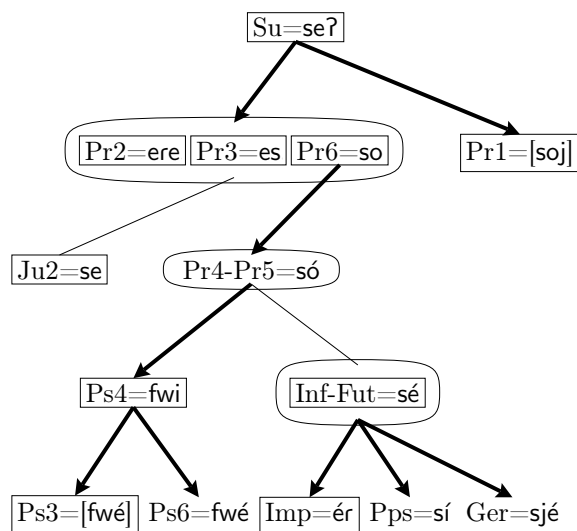 Su=seʔ
Pr2=ere Pr3=es Pr6=so Pr1=[soj]
Ju2=se Pr4-Pr5=só
Ps4=fwi Inf-Fut=sé
Ps3=[fwé] Ps6=fwé Imp=ér Pps=sí Ger=sjé